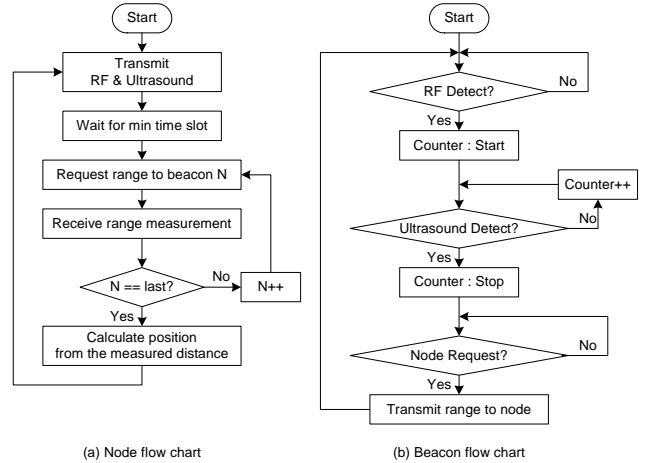 Start
Transmit
RF & Ultrasound
Wait for min time slot
Request range to beacon N
Receive range measurement
N == last?
No
N++
Yes
Calculate position
from the measured distance
(a) Node flow chart
Start
RF Detect?
No
Yes
Counter : Start
Counter++
Ultrasound Detect?
No
Yes
Counter : Stop
Node Request?
No
Yes
Transmit range to node
(b) Beacon flow chart